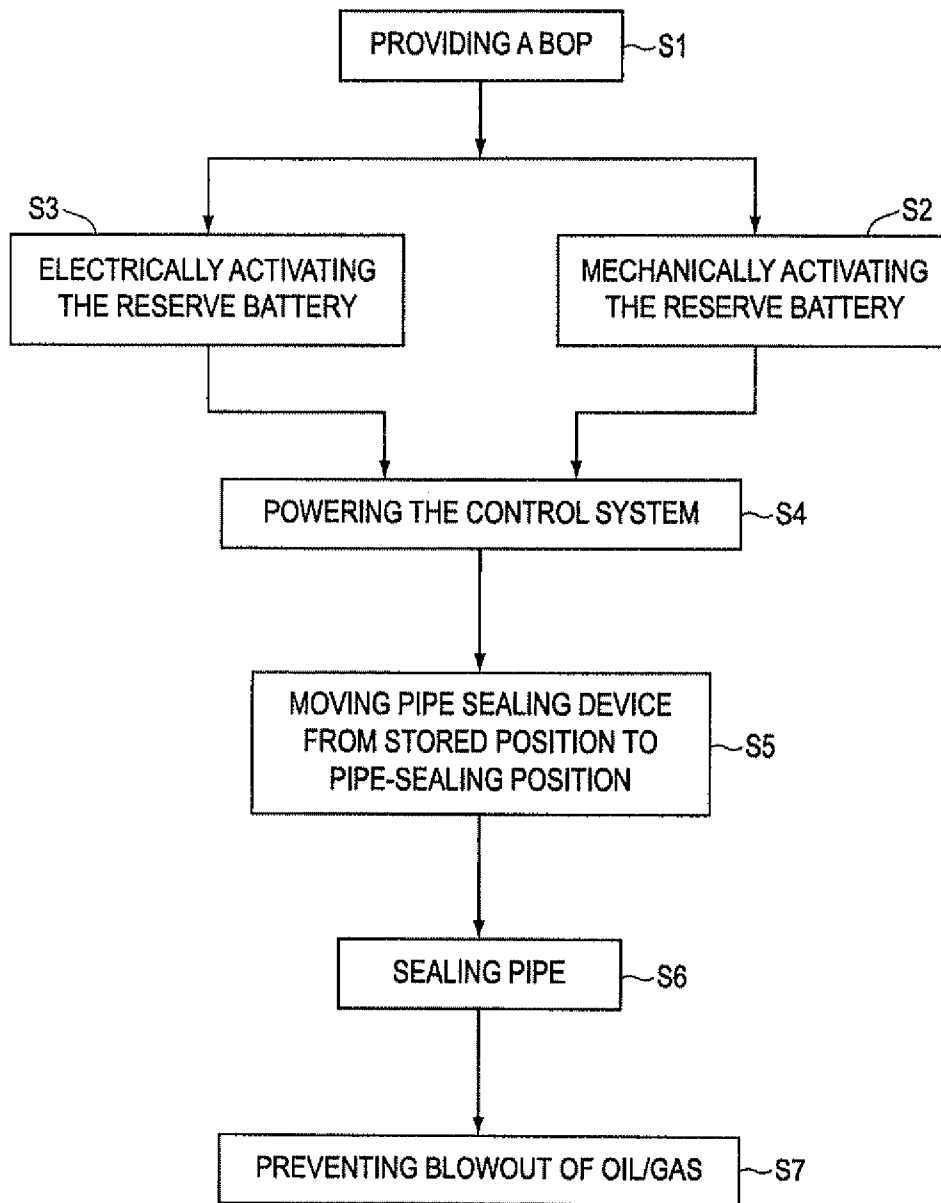 PROVIDING A BOP
S1
S3
S2
ELECTRICALLY ACTIVATING
THE RESERVE BATTERY
MECHANICALLY ACTIVATING
THE RESERVE BATTERY
POWERING THE CONTROL SYSTEM
S4
MOVING PIPE SEALING DEVICE
FROM STORED POSITION TO
PIPE-SEALING POSITION
S5
SEALING PIPE
S6
PREVENTING BLOWOUT OF OIL/GAS
S7